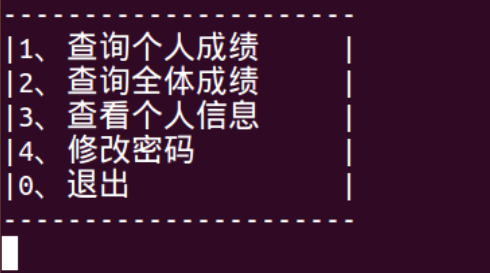 ----------------------
|1、查询个人成绩     |
|2、查询全体成绩     |
|3、查看个人信息     |
|4、修改密码         |
|0、退出             |
----------------------